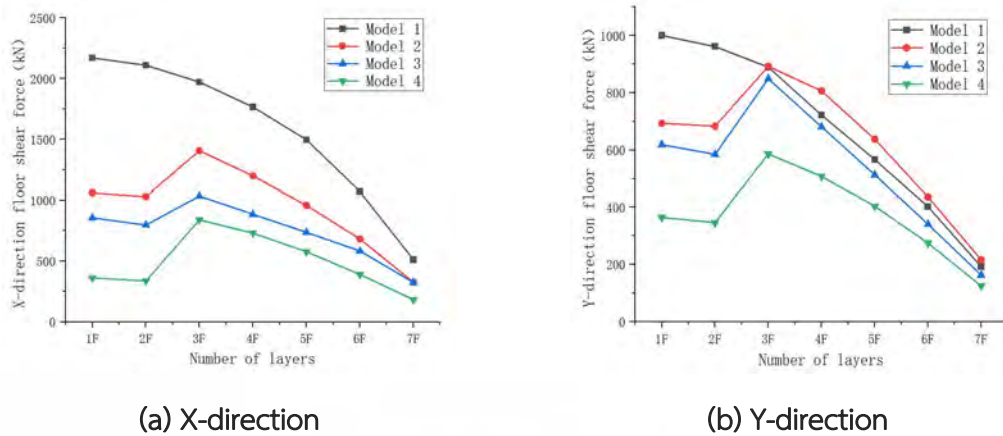 2500
2000
1500
1000
500
0
X-direction floor shear force (kN)
Model 1
Model 2
Model 3
Model 4
1F 2F 3F 4F 5F 6F 7F
Number of layers
(a) X-direction
1000
800
600
400
200
0
Y-direction floor shear force (kN)
Model 1
Model 2
Model 3
Model 4
1F 2F 3F 4F 5F 6F 7F
Number of layers
(b) Y-direction